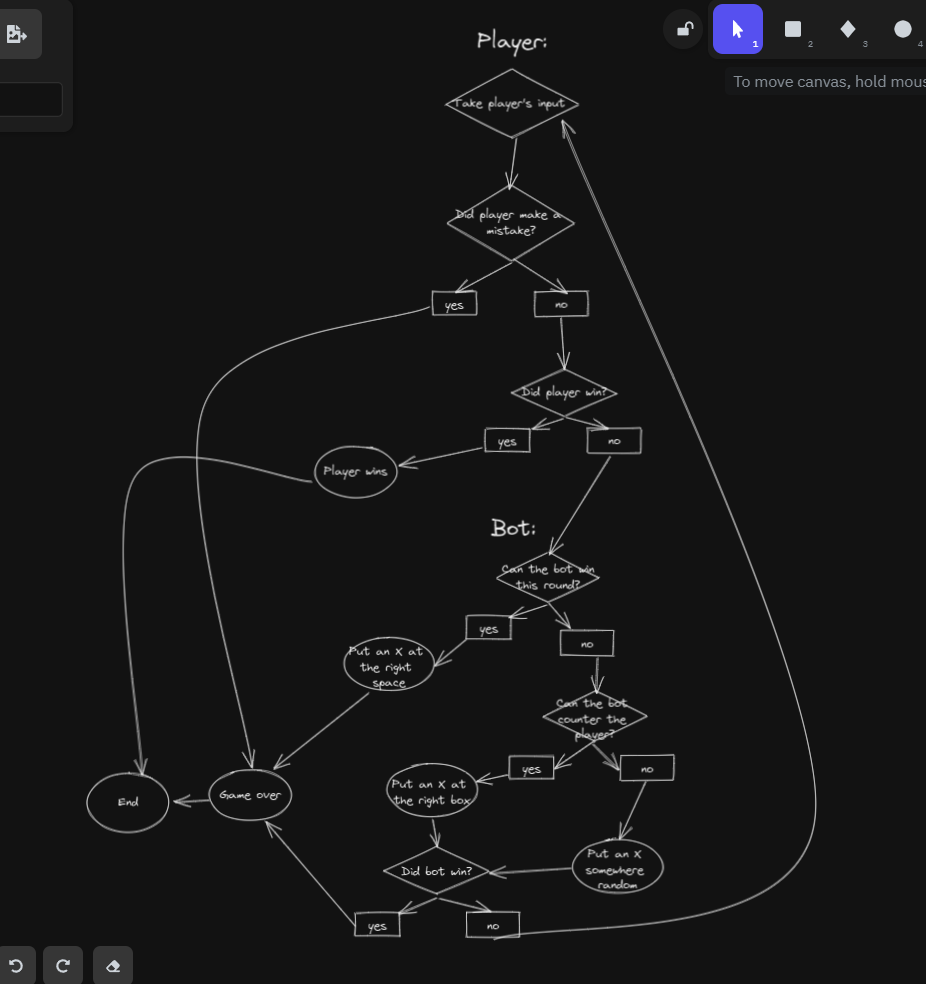 Player:
1
2
3
4
To move canvas, hold mous
Take player's input
Did player make a
mistake?
yes
no
Did player win?
yes
no
Player wins
Bot:
Can the bot win
this round?
yes
no
Put an X at
the right
space
Can the bot
counter the
player?
yes
no
Put an X at
the right box
End
Game over
Put an X
somewhere
random
Did bot win?
yes
no